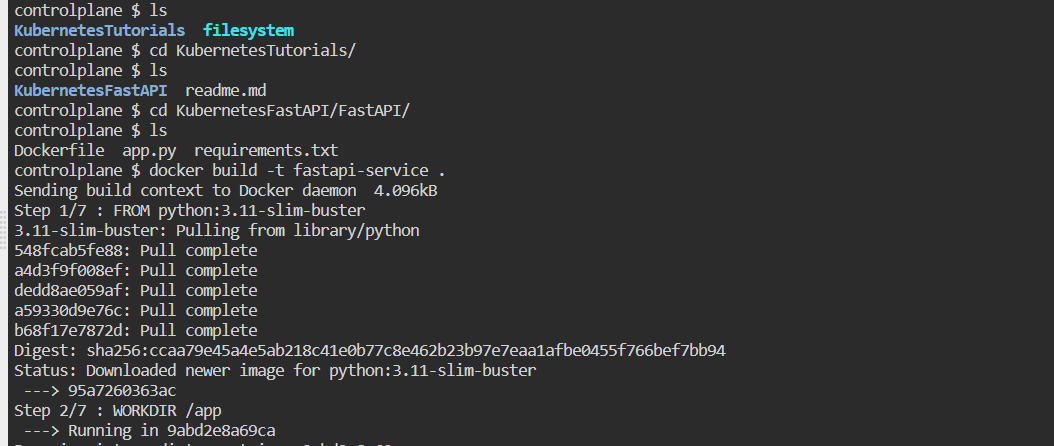 controlplane $ ls
KubernetesTutorials  filesystem
controlplane $ cd KubernetesTutorials/
controlplane $ ls
KubernetesFastAPI  readme.md
controlplane $ cd KubernetesFastAPI/FastAPI/
controlplane $ ls
Dockerfile  app.py  requirements.txt
controlplane $ docker build -t fastapi-service .
Sending build context to Docker daemon  4.096kB
Step 1/7 : FROM python:3.11-slim-buster
3.11-slim-buster: Pulling from library/python
548fcab5fe88: Pull complete
a4d3f9f008ef: Pull complete
dedd8ae059af: Pull complete
a59330d9e76c: Pull complete
b68f17e7872d: Pull complete
Digest: sha256:ccaa79e45a4e5ab218c41e0b77c8e462b23b97e7eaa1afbe0455f766bef7bb94
Status: Downloaded newer image for python:3.11-slim-buster
 ---> 95a7260363ac
Step 2/7 : WORKDIR /app
 ---> Running in 9abd2e8a69ca